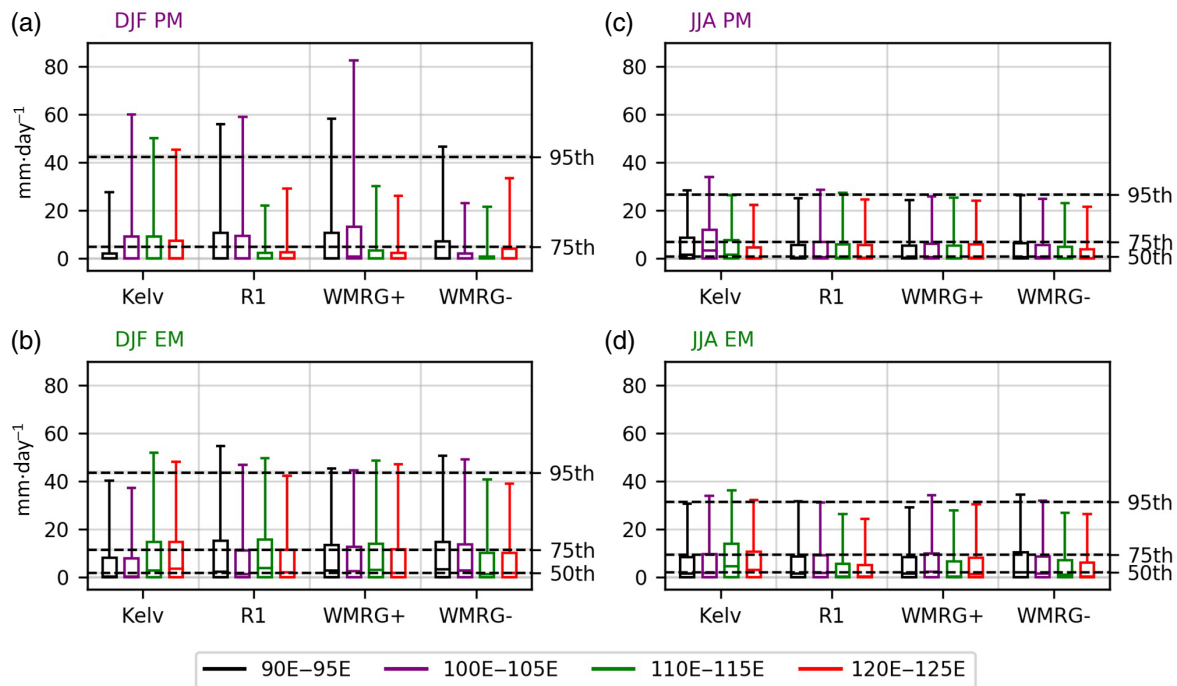 (a) DJF PM
mm·day⁻¹
80
60
40
20
0
95th
75th
Kelv R1 WMRG+ WMRG-
(c) JJA PM
80
60
40
20
0
95th
75th
50th
Kelv R1 WMRG+ WMRG-
(b) DJF EM
mm·day⁻¹
80
60
40
20
0
95th
75th
50th
Kelv R1 WMRG+ WMRG-
(d) JJA EM
80
60
40
20
0
95th
75th
50th
Kelv R1 WMRG+ WMRG-
90E–95E 100E–105E 110E–115E 120E–125E